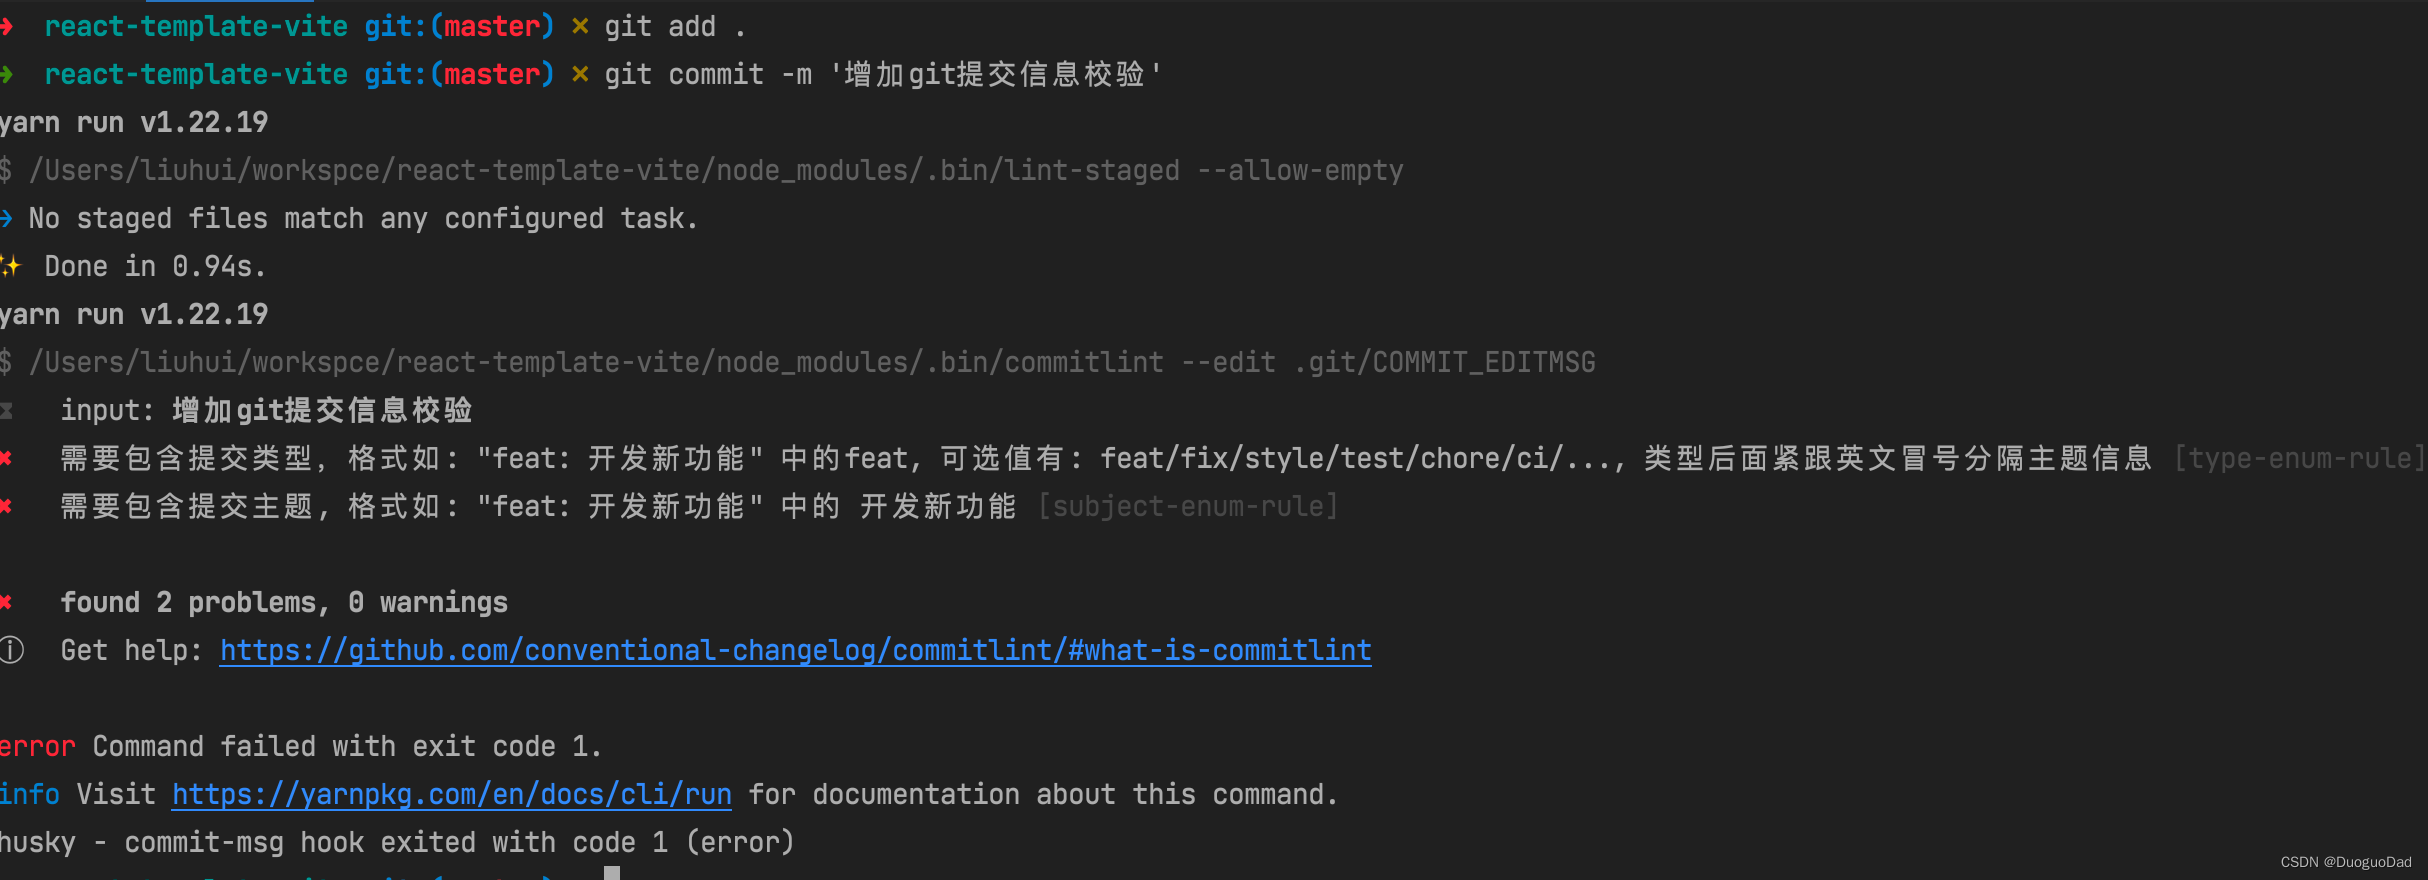 → react-template-vite git:(master) ✗ git add .
→ react-template-vite git:(master) ✗ git commit -m '增加git提交信息校验'
yarn run v1.22.19
$ /Users/liuhui/workspce/react-template-vite/node_modules/.bin/lint-staged --allow-empty
→ No staged files match any configured task.
✨ Done in 0.94s.
yarn run v1.22.19
$ /Users/liuhui/workspce/react-template-vite/node_modules/.bin/commitlint --edit .git/COMMIT_EDITMSG
⧗ input: 增加git提交信息校验
✖ 需要包含提交类型，格式如："feat: 开发新功能" 中的feat, 可选值有：feat/fix/style/test/chore/ci/..., 类型后面紧跟英文冒号分隔主题信息 [type-enum-rule]
✖ 需要包含提交主题, 格式如："feat: 开发新功能" 中的 开发新功能 [subject-enum-rule]
✖ found 2 problems, 0 warnings
ⓘ Get help: https://github.com/conventional-changelog/commitlint/#what-is-commitlint
error Command failed with exit code 1.
info Visit https://yarnpkg.com/en/docs/cli/run for documentation about this command.
husky - commit-msg hook exited with code 1 (error)
CSDN @DuoguoDad